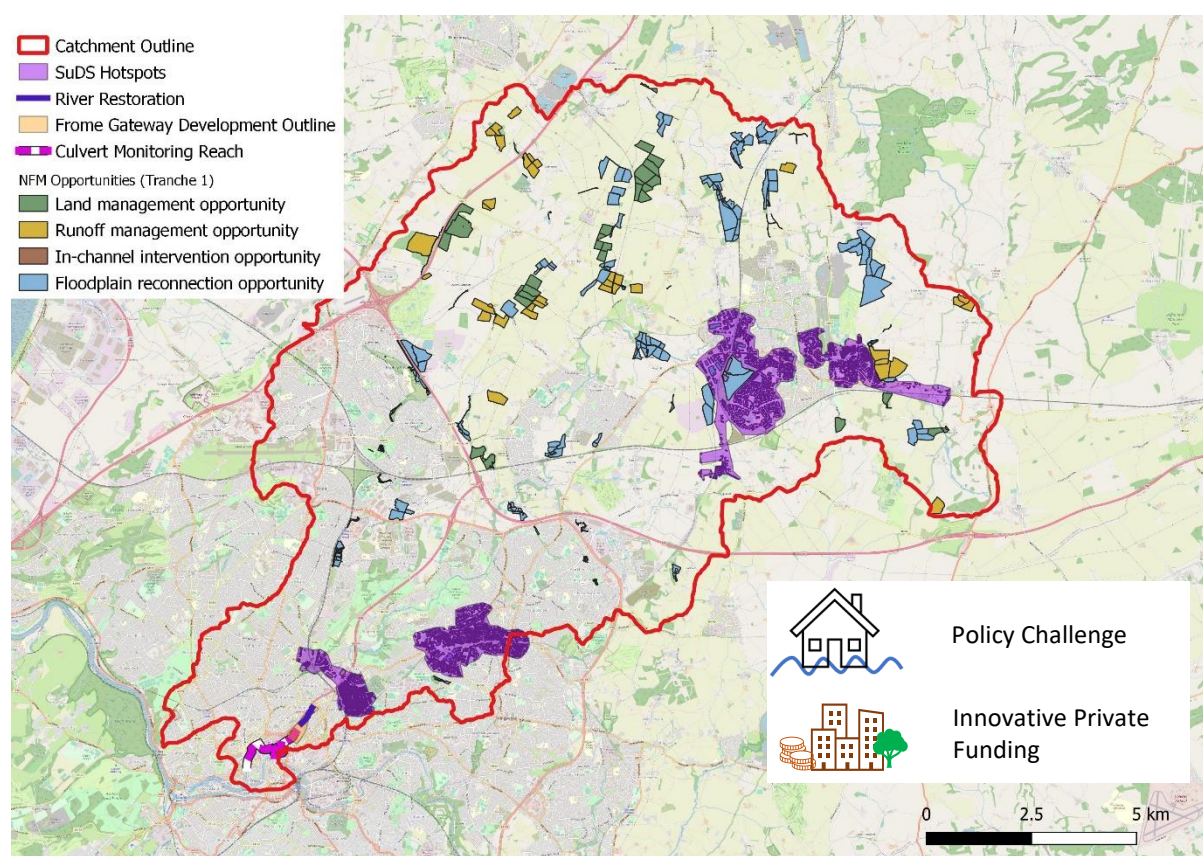 Catchment Outline
SuDS Hotspots
River Restoration
Frome Gateway Development Outline
Culvert Monitoring Reach
NFM Opportunities (Tranche 1)
Land management opportunity
Runoff management opportunity
In-channel intervention opportunity
Floodplain reconnection opportunity
Policy Challenge
Innovative Private
Funding
0 2.5 5 km